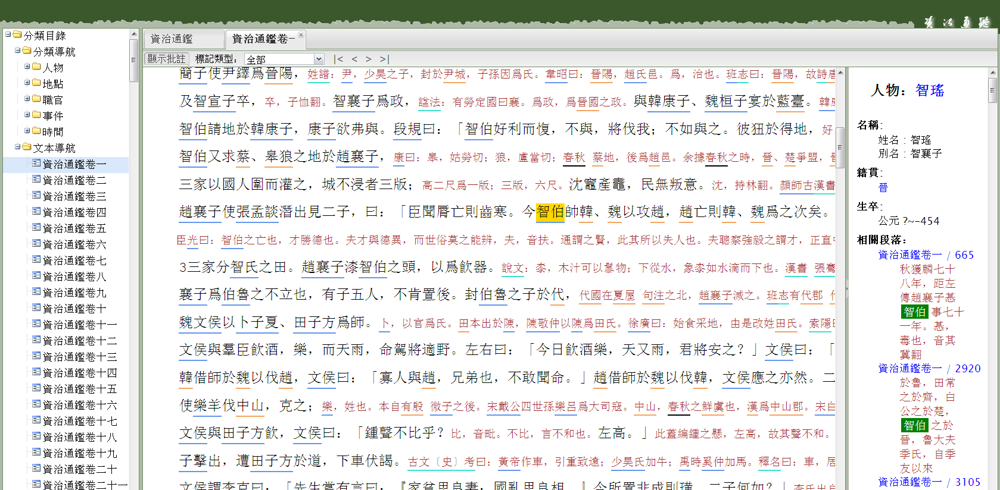 資治通鑑
分類目錄
分類導航
人物
地點
職官
事件
時間
文本導航
資治通鑑卷一
資治通鑑卷二
資治通鑑卷三
資治通鑑卷四
資治通鑑卷五
資治通鑑卷六
資治通鑑卷七
資治通鑑卷八
資治通鑑卷九
資治通鑑卷十
資治通鑑卷十一
資治通鑑卷十二
資治通鑑卷十三
資治通鑑卷十四
資治通鑑卷十五
資治通鑑卷十六
資治通鑑卷十七
資治通鑑卷十八
資治通鑑卷十九
資治通鑑卷二十
資治通鑑卷二十一
資治通鑑 資治通鑑卷一
顯示批註 標記類型: 全部 |< < > >|
簡子使尹鐸爲晉陽，姓譜：尹，少昊之子，封於尹城，子孫因爲氏。韋昭曰：晉陽，趙氏邑。爲，治也。班志曰：晉陽，故詩唐
及智宣子卒，卒，子恤翻。智襄子爲政，諡法：有勞定國曰襄。爲政，爲晉國之政。與韓康子、魏桓子宴於藍臺。韓康
智伯請地於韓康子，康子欲弗與。段規曰：「智伯好利而愎，不與，將伐我；不如與之。彼狃於得地，好
智伯又求蔡、皋狼之地於趙襄子，康曰：皋，姑勞切；狼，盧當切；春秋 蔡地，後爲趙邑。余據春秋之時，晉、楚爭盟，晉
三家以國人圍而灌之，城不浸者三版；高二尺爲一版；三版，六尺。沈竈產鼃，民無叛意。沈，持林翻。顏師古漢書
趙襄子使張孟談潛出見二子，曰：「臣聞脣亡則齒寒。今智伯帥韓、魏以攻趙，趙亡則韓、魏爲之次矣。
臣光曰：智伯之亡也，才勝德也。夫才與德異，而世俗莫之能辨，夫，音扶。通謂之賢，此其所以失人也。夫聰察強毅之謂才，正直中
3三家分智氏之田。趙襄子漆智伯之頭，以爲飲器。說文：桼，木汁可以髹物；下從水，象桼如水滴而下也。漢書 張騫
襄子爲伯魯之不立也，有子五人，不肯置後。封伯魯之子於代，代國在夏屋 句注之北，趙襄子滅之。班志有代郡 代
魏文侯以卜子夏、田子方爲師。卜，以官爲氏。田本出於陳，陳敬仲以陳爲田氏。徐廣曰：始食采地，由是改姓田氏。索隱
文侯與羣臣飲酒，樂，而天雨，命駕將適野。左右曰：「今日飲酒樂，天又雨，君將安之？」文侯曰：「
韓借師於魏以伐趙，文侯曰：「寡人與趙，兄弟也，不敢聞命。」趙借師於魏以伐韓，文侯應之亦然。二
使樂羊伐中山，克之；樂，姓也。本自有殷 微子之後。宋戴公四世孫樂呂爲大司寇。中山，春秋之鮮虞也，漢爲中山郡。宋白
文侯與田子方飲，文侯曰：「鍾聲不比乎？比，音毗。不比，言不和也。左高。」此蓋編鍾之懸，左高，故其聲不和。
子擊出，遭田子方於道，下車伏謁。古文〔史〕考曰：黃帝作車，引重致遠；少昊氏加牛；禹時奚仲加馬。釋名曰：車，居
文侯謂李克曰：「先生嘗有言曰：『家貧思良妻，國亂思良相。』今所置非成則璜，二子何如？」李氏出自
人物：智瑤
名稱:
姓名 : 智瑤
別名 : 智襄子
籍貫:
晉
生卒:
公元 ?~-454
相關段落：
資治通鑑卷一 / 665
秋獲麟七十
八年，距左
傳趙襄子惎
智伯 事七十
一年。惎，
毒也，音其
冀翻
資治通鑑卷一 / 2920
於魯，田常
之於齊，白
公之於楚，
智伯 之於
晉，魯大夫
季氏，自季
友以來
資治通鑑卷一 / 3105